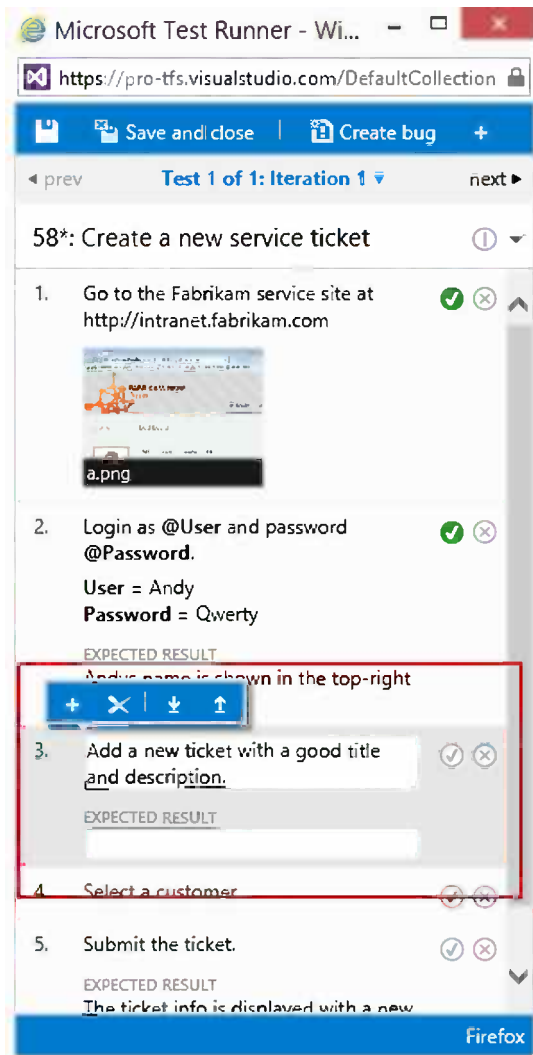 Microsoft Test Runner - Wi...
https://pro-tfs.visualstudio.com/DefaultCollection
Save and close
Create bug
prev
Test 1 of 1: Iteration 1
next
58*: Create a new service ticket
1.
Go to the Fabrikam service site at
http://intranet.fabrikam.com
a.png
2.
Login as @User and password
@Password.
User = Andy
Password = Qwerty
EXPECTED RESULT
Andys name is shown in the top-right
3.
Add a new ticket with a good title
and description.
EXPECTED RESULT
4.
Select a customer
5.
Submit the ticket.
EXPECTED RESULT
The ticket info is displayed with a new
Firefox